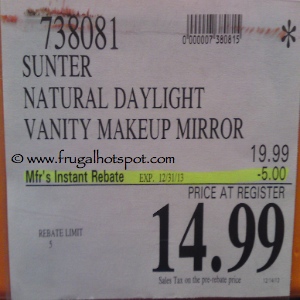 738081
0000007 380815
*
SUNTER
NATURAL DAYLIGHT
VANITY MAKEUP MIRROR
© www.frugalhotspot.com
19.99
Mfr's Instant Rebate EXP. 12/31/13 -5.00
PRICE AT REGISTER
14.99
REBATE LIMIT
5
Sales Tax on the pre-rebate price